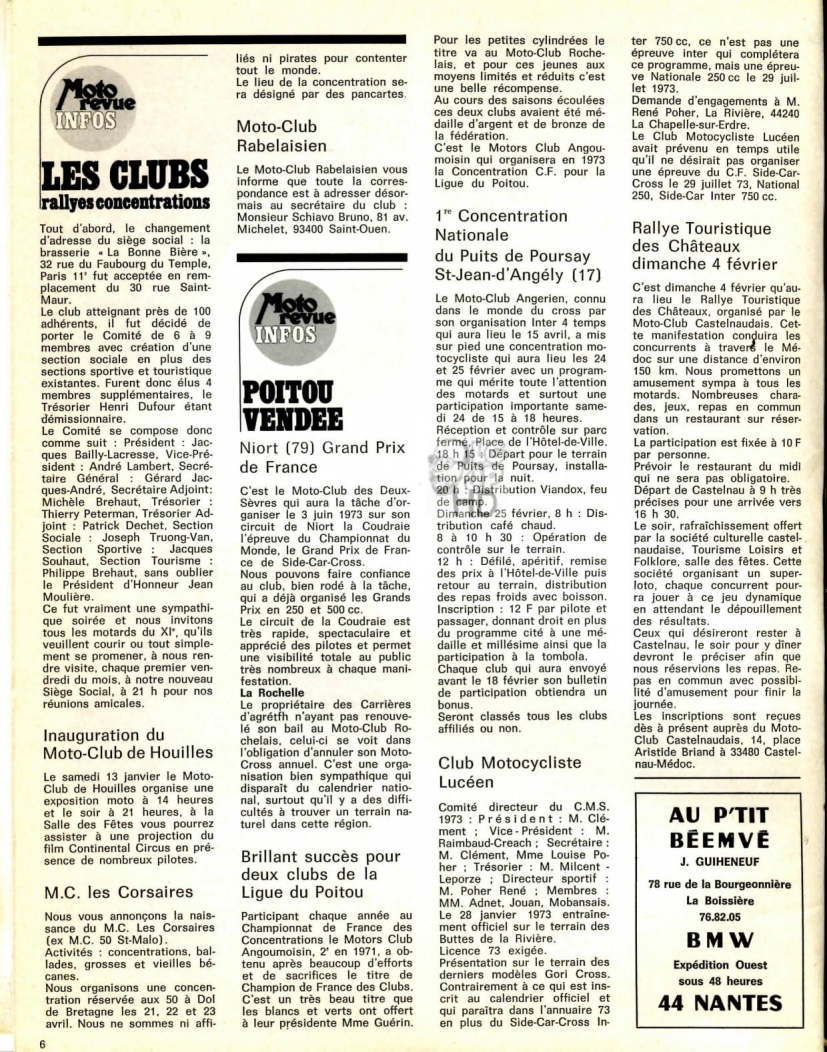 Moto
revue
INFOS
LES CLUBS
rallyes concentrations
Tout d'abord, le changement
d'adresse du siège social : la
brasserie « La Bonne Bière »,
32 rue du Faubourg du Temple,
Paris 11e fut acceptée en rem-
placement du 30 rue Saint-
Maur.
Le club atteignant près de 100
adhérents, il fut décidé de
porter le Comité de 6 à 9
membres avec création d'une
section sociale en plus des
sections sportive et touristique
existantes. Furent donc élus 4
membres supplémentaires, le
Trésorier Henri Dufour étant
démissionnaire.
Le Comité se compose donc
comme suit : Président : Jac-
ques Bailly-Lacresse, Vice-Pré-
sident : André Lambert, Secré-
taire Général : Gérard Jac-
ques-André, Secrétaire Adjoint:
Michèle Brehaut, Trésorier :
Thierry Peterman, Trésorier Ad-
joint : Patrick Dechet, Section
Sociale : Joseph Truong-Van,
Section Sportive : Jacques
Souhaut, Section Tourisme :
Philippe Brehaut, sans oublier
le Président d'Honneur Jean
Moulière.
Ce fut vraiment une sympathi-
que soirée et nous invitons
tous les motards du XIe, qu'ils
veuillent courir ou tout simple-
ment se promener, à nous ren-
dre visite, chaque premier ven-
dredi du mois, à notre nouveau
Siège Social, à 21 h pour nos
réunions amicales.
Inauguration du
Moto-Club de Houilles
Le samedi 13 janvier le Moto-
Club de Houilles organise une
exposition moto à 14 heures
et le soir à 21 heures, à la
Salle des Fêtes vous pourrez
assister à une projection du
film Continental Circus en pré-
sence de nombreux pilotes.
M.C. les Corsaires
Nous vous annonçons la nais-
sance du M.C. Les Corsaires
(ex M.C. 50 St-Malo).
Activités : concentrations, bal-
lades, grosses et vieilles bé-
canes.
Nous organisons une concen-
tration réservée aux 50 à Dol
de Bretagne les 21, 22 et 23
avril. Nous ne sommes ni affi-
6
liés ni pirates pour contenter
tout le monde.
Le lieu de la concentration se-
ra désigné par des pancartes.
Moto-Club
Rabelaisien
Le Moto-Club Rabelaisien vous
informe que toute la corres-
pondance est à adresser désor-
mais au secrétaire du club :
Monsieur Schiavo Bruno, 81 av.
Michelet, 93400 Saint-Ouen.
Moto
revue
INFOS
POITOU
VENDEE
Niort (79) Grand Prix
de France
C'est le Moto-Club des Deux-
Sèvres qui aura la tâche d'or-
ganiser le 3 juin 1973 sur son
circuit de Niort la Coudraie
l'épreuve du Championnat du
Monde, le Grand Prix de Fran-
ce de Side-Car-Cross.
Nous pouvons faire confiance
au club, bien rodé à la tâche,
qui a déjà organisé les Grands
Prix en 250 et 500 cc.
Le circuit de la Coudraie est
très rapide, spectaculaire et
apprécié des pilotes et permet
une visibilité totale au public
très nombreux à chaque mani-
festation.
La Rochelle
Le propriétaire des Carrières
d'agrétfh n'ayant pas renouve-
lé son bail au Moto-Club Ro-
chelais, celui-ci se voit dans
l'obligation d'annuler son Moto-
Cross annuel. C'est une orga-
nisation bien sympathique qui
disparaît du calendrier natio-
nal, surtout qu'il y a des diffi-
cultés à trouver un terrain na-
turel dans cette région.
Brillant succès pour
deux clubs de la
Ligue du Poitou
Participant chaque année au
Championnat de France des
Concentrations le Motors Club
Angoumoisin, 2e en 1971, a ob-
tenu après beaucoup d'efforts
et de sacrifices le titre de
Champion de France des Clubs.
C'est un très beau titre que
les blancs et verts ont offert
à leur présidente Mme Guérin.
Pour les petites cylindrées le
titre va au Moto-Club Roche-
lais, et pour ces jeunes aux
moyens limités et réduits c'est
une belle récompense.
Au cours des saisons écoulées
ces deux clubs avaient été mé-
daille d'argent et de bronze de
la fédération.
C'est le Motors Club Angou-
moisin qui organisera en 1973
la Concentration C.F. pour la
Ligue du Poitou.
1re Concentration
Nationale
du Puits de Poursay
St-Jean-d'Angély (17)
Le Moto-Club Angerien, connu
dans le monde du cross par
son organisation Inter 4 temps
qui aura lieu le 15 avril, a mis
sur pied une concentration mo-
tocycliste qui aura lieu les 24
et 25 février avec un program-
me qui mérite toute l'attention
des motards et surtout une
participation importante same-
di 24 de 15 à 18 heures.
Réception et contrôle sur parc
fermé, Place de l'Hôtel-de-Ville.
18 h 15 : Départ pour le terrain
de Puits de Poursay, installa-
tion pour la nuit.
20 h : Distribution Viandox, feu
de camp.
Dimanche 25 février, 8 h : Dis-
tribution café chaud.
8 à 10 h 30 : Opération de
contrôle sur le terrain.
12 h : Défilé, apéritif, remise
des prix à l'Hôtel-de-Ville puis
retour au terrain, distribution
des repas froids avec boisson.
Inscription : 12 F par pilote et
passager, donnant droit en plus
du programme cité à une mé-
daille et millésime ainsi que la
participation à la tombola.
Chaque club qui aura envoyé
avant le 18 février son bulletin
de participation obtiendra un
bonus.
Seront classés tous les clubs
affiliés ou non.
Club Motocycliste
Lucéen
Comité directeur du C.M.S.
1973 : Président : M. Clé-
ment ; Vice-Président : M.
Raimbaud-Creach ; Secrétaire :
M. Clément, Mme Louise Po-
her ; Trésorier : M. Milcent -
Leporze ; Directeur sportif :
M. Poher René ; Membres :
MM. Adnet, Jouan, Mobansais.
Le 28 janvier 1973 entraîne-
ment officiel sur le terrain des
Buttes de la Rivière.
Licence 73 exigée.
Présentation sur le terrain des
derniers modèles Gori Cross.
Contrairement à ce qui est ins-
crit au calendrier officiel et
qui paraîtra dans l'annuaire 73
en plus du Side-Car-Cross In-
ter 750 cc, ce n'est pas une
épreuve inter qui complétera
ce programme, mais une épreu-
ve Nationale 250 cc le 29 juil-
let 1973.
Demande d'engagements à M.
René Poher, La Rivière, 44240
La Chapelle-sur-Erdre.
Le Club Motocycliste Lucéen
avait prévenu en temps utile
qu'il ne désirait pas organiser
une épreuve du C.F. Side-Car-
Cross le 29 juillet 73, National
250, Side-Car Inter 750 cc.
Rallye Touristique
des Châteaux
dimanche 4 février
C'est dimanche 4 février qu'au-
ra lieu le Rallye Touristique
des Châteaux, organisé par le
Moto-Club Castelnaudais. Cet-
te manifestation conduira les
concurrents à travers le Mé-
doc sur une distance d'environ
150 km. Nous promettons un
amusement sympa à tous les
motards. Nombreuses chara-
des, jeux, repas en commun
dans un restaurant sur réser-
vation.
La participation est fixée à 10 F
par personne.
Prévoir le restaurant du midi
qui ne sera pas obligatoire.
Départ de Castelnau à 9 h très
précises pour une arrivée vers
16 h 30.
Le soir, rafraîchissement offert
par la société culturelle castel-
naudaise, Tourisme Loisirs et
Folklore, salle des fêtes. Cette
société organisant un super-
loto, chaque concurrent pour-
ra jouer à ce jeu dynamique
en attendant le dépouillement
des résultats.
Ceux qui désireront rester à
Castelnau, le soir pour y dîner
devront le préciser afin que
nous réservions les repas. Re-
pas en commun avec possibi-
lité d'amusement pour finir la
journée.
Les inscriptions sont reçues
dès à présent auprès du Moto-
Club Castelnaudais, 14, place
Aristide Briand à 33480 Castel-
nau-Médoc.
AU P'TIT
BÉEMVÉ
J. GUIHENEUF
78 rue de la Bourgeonnière
La Boissière
76.82.05
BMW
Expédition Ouest
sous 48 heures
44 NANTES